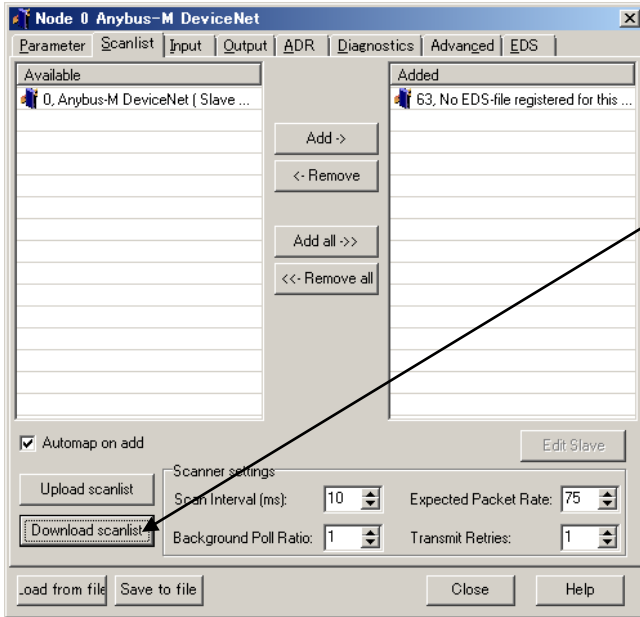 Node 0 Anybus-M DeviceNet
Parameter Scanlist Input Output ADR Diagnostics Advanced EDS
Available
0, Anybus-M DeviceNet ( Slave ...
Added
63, No EDS-file registered for this ...
Add ->
<- Remove
Add all ->>
<<- Remove all
Automap on add
Edit Slave
Upload scanlist
Download scanlist
Scanner settings
Scan Interval (ms): 10 Expected Packet Rate: 75
Background Poll Ratio: 1 Transmit Retries: 1
Load from file Save to file Close Help